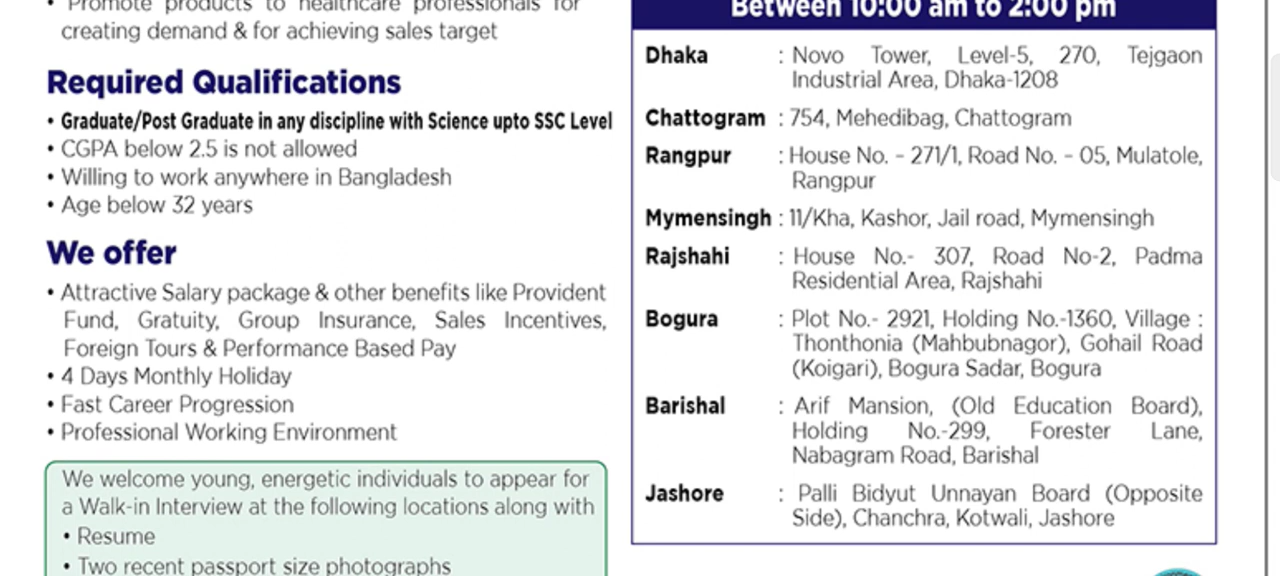 • Promote products to healthcare professionals for
creating demand & for achieving sales target
Required Qualifications
• Graduate/Post Graduate in any discipline with Science upto SSC Level
• CGPA below 2.5 is not allowed
• Willing to work anywhere in Bangladesh
• Age below 32 years
We offer
• Attractive Salary package & other benefits like Provident
Fund, Gratuity, Group Insurance, Sales Incentives,
Foreign Tours & Performance Based Pay
• 4 Days Monthly Holiday
• Fast Career Progression
• Professional Working Environment
We welcome young, energetic individuals to appear for
a Walk-in Interview at the following locations along with
• Resume
• Two recent passport size photographs
Between 10:00 am to 2:00 pm
Dhaka : Novo Tower, Level-5, 270, Tejgaon
Industrial Area, Dhaka-1208
Chattogram : 754, Mehedibag, Chattogram
Rangpur : House No. - 271/1, Road No. - 05, Mulatole,
Rangpur
Mymensingh : 11/Kha, Kashor, Jail road, Mymensingh
Rajshahi : House No.- 307, Road No-2, Padma
Residential Area, Rajshahi
Bogura : Plot No.- 2921, Holding No.-1360, Village :
Thonthonia (Mahbubnagor), Gohail Road
(Koigari), Bogura Sadar, Bogura
Barishal : Arif Mansion, (Old Education Board),
Holding No.-299, Forester Lane,
Nabagram Road, Barishal
Jashore : Palli Bidyut Unnayan Board (Opposite
Side), Chanchra, Kotwali, Jashore